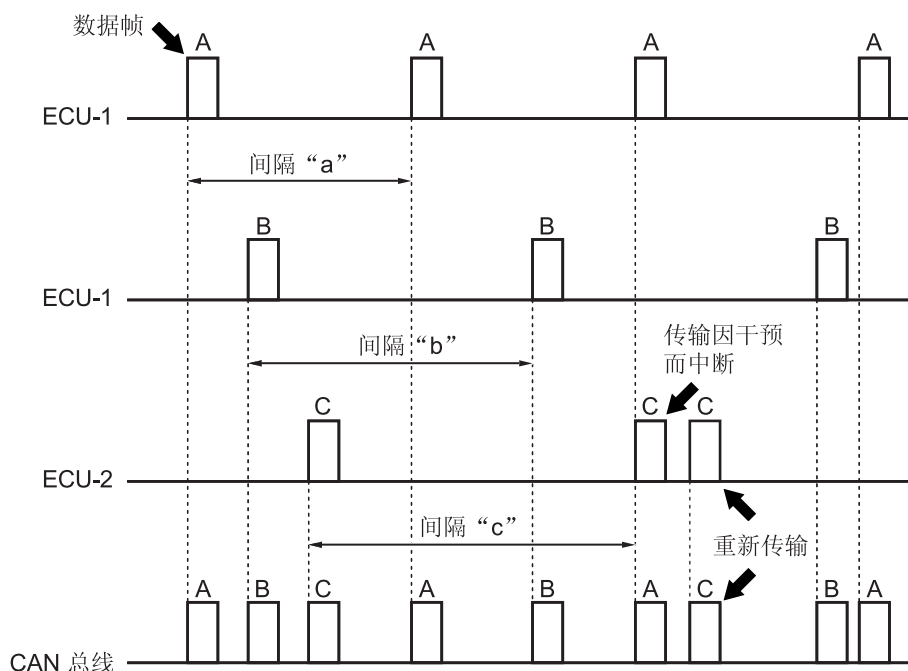 数据帧
A A A A
ECU-1
间隔“a”
B B B
ECU-1
间隔“b”
传输因干预
而中断
C C C
ECU-2
间隔“c”
重新传输
A B C A B A C B A
CAN 总线